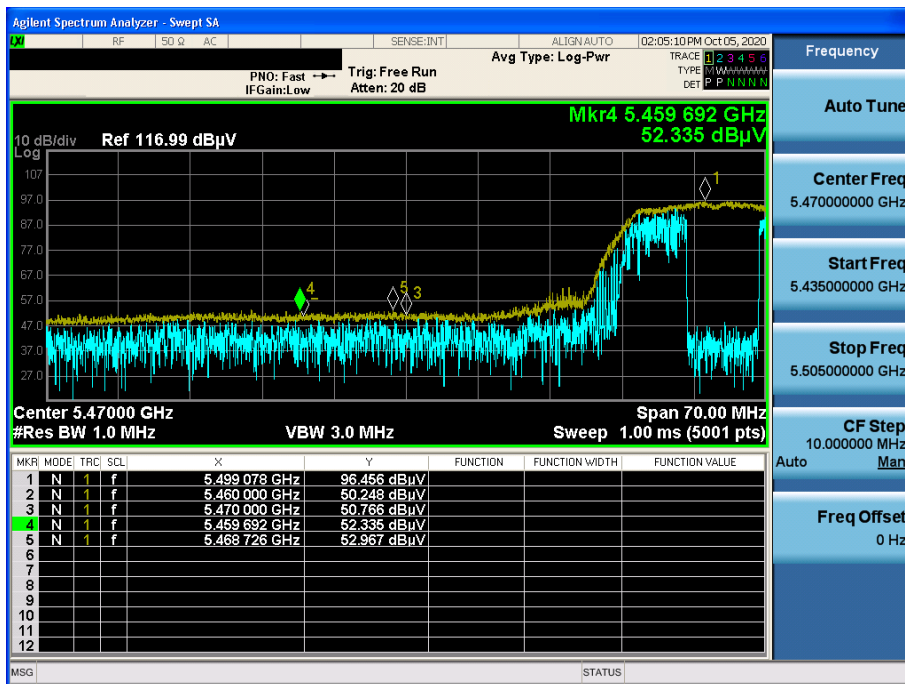 Agilent Spectrum Analyzer - Swept SA
LXI RF 50 Ω AC SENSE:INT ALIGN AUTO 02:05:10 PM Oct 05, 2020
Frequency
PNO: Fast
IFGain:Low
Trig: Free Run
Atten: 20 dB
Avg Type: Log-Pwr
TRACE 1 2 3 4 5 6
TYPE M WWWWW
DET P P N N N N
Auto Tune
Mkr4 5.459 692 GHz
52.335 dBµV
10 dB/div Ref 116.99 dBµV
Log
107
97.0
87.0
77.0
67.0
57.0
47.0
37.0
27.0
1
4
5
3
Center Freq
5.470000000 GHz
Start Freq
5.435000000 GHz
Stop Freq
5.505000000 GHz
Center 5.47000 GHz Span 70.00 MHz
#Res BW 1.0 MHz VBW 3.0 MHz Sweep 1.00 ms (5001 pts)
CF Step
10.000000 MHz
Auto Man
Freq Offset
0 Hz
MKR MODE TRC SCL X Y FUNCTION FUNCTION WIDTH FUNCTION VALUE
1 N 1 f 5.499 078 GHz 96.456 dBµV
2 N 1 f 5.460 000 GHz 50.248 dBµV
3 N 1 f 5.470 000 GHz 50.766 dBµV
4 N 1 f 5.459 692 GHz 52.335 dBµV
5 N 1 f 5.468 726 GHz 52.967 dBµV
6
7
8
9
10
11
12
MSG STATUS